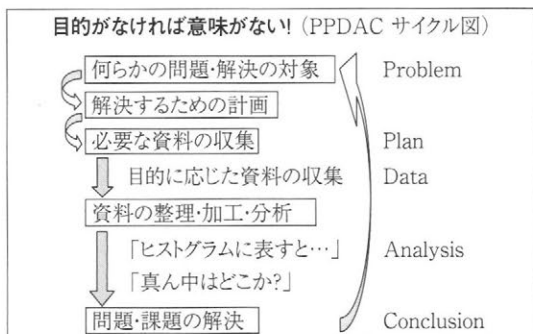 目的がなければ意味がない!(PPDAC サイクル図)
何らかの問題・解決の対象 Problem
解決するための計画
必要な資料の収集 Plan
目的に応じた資料の収集 Data
資料の整理・加工・分析
「ヒストグラムに表すと…」 Analysis
「真ん中はどこか?」
問題・課題の解決 Conclusion